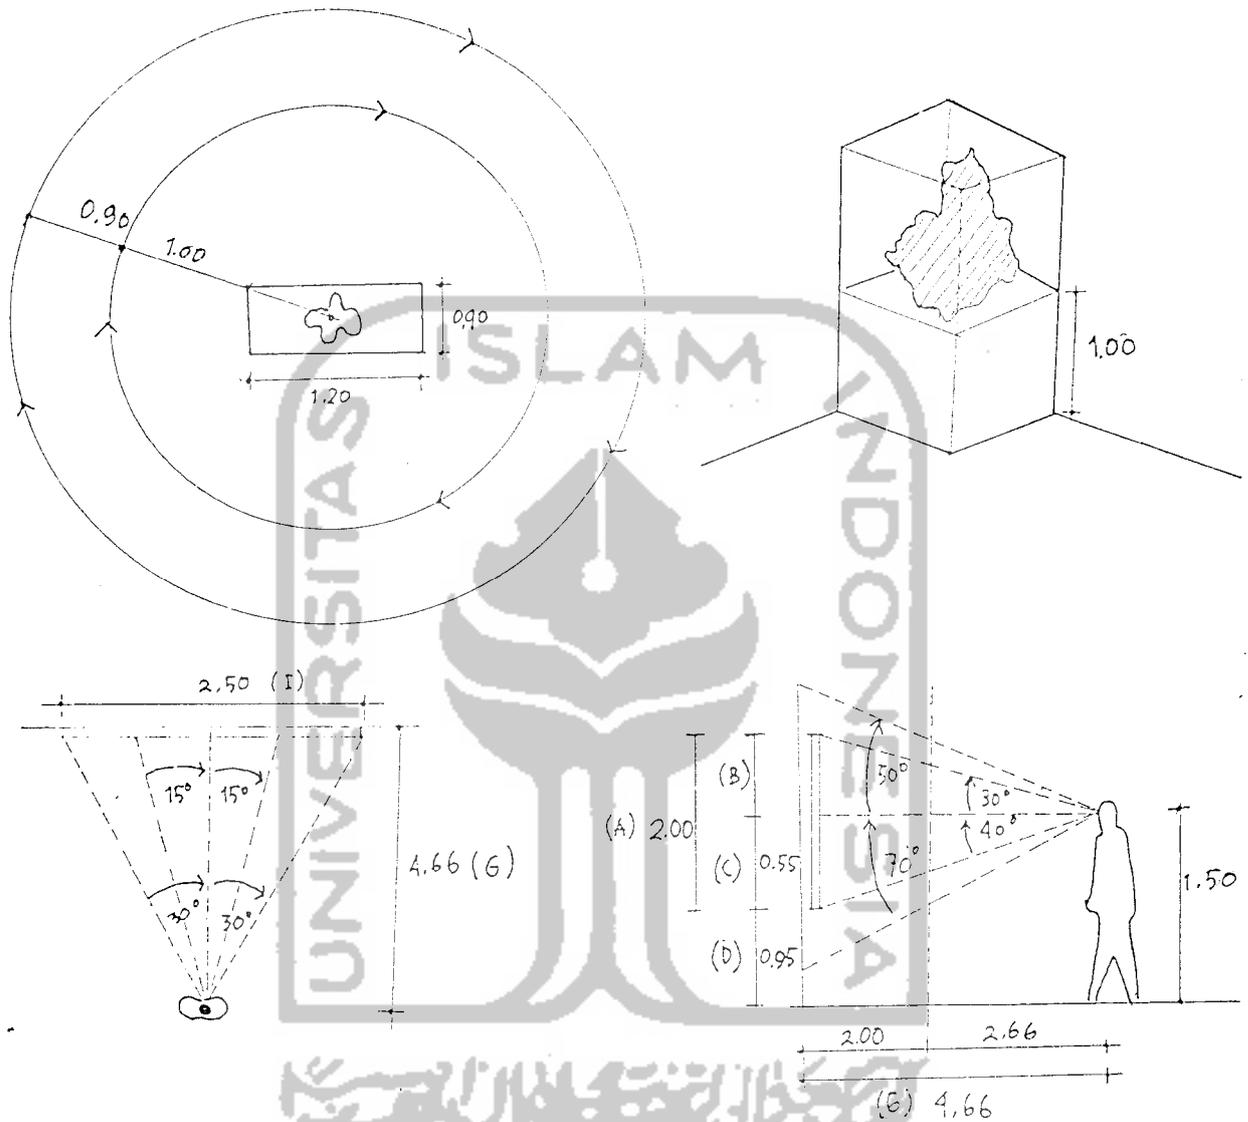 0.90
1.00
0.90
1.20
1.00
ISLAM
UNIVERSITAS
INDONESIA
2.50 (I)
15° 15°
30° 30°
4.66 (G)
(A) 2.00
(B)
(C) 0.55
(D) 0.95
50°
70°
30°
40°
1.50
2.00 2.66
(G) 4,66